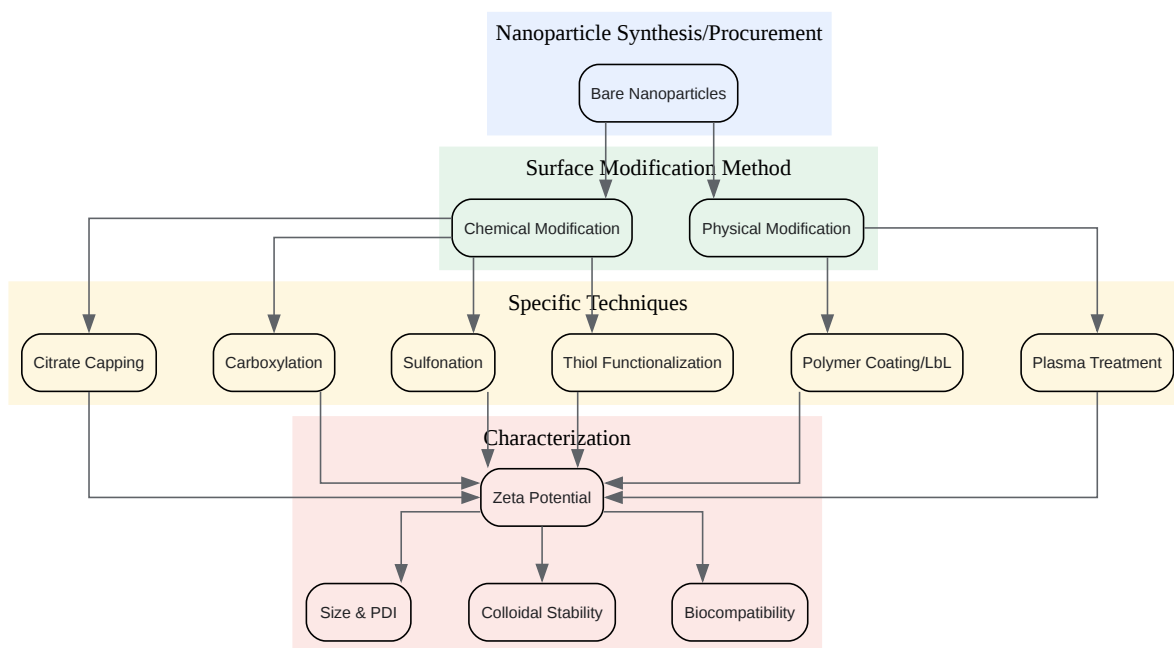 Nanoparticle Synthesis/Procurement
Bare Nanoparticles
Surface Modification Method
Chemical Modification
Physical Modification
Specific Techniques
Citrate Capping
Carboxylation
Sulfonation
Thiol Functionalization
Polymer Coating/LbL
Plasma Treatment
Characterization
Zeta Potential
Size & PDI
Colloidal Stability
Biocompatibility